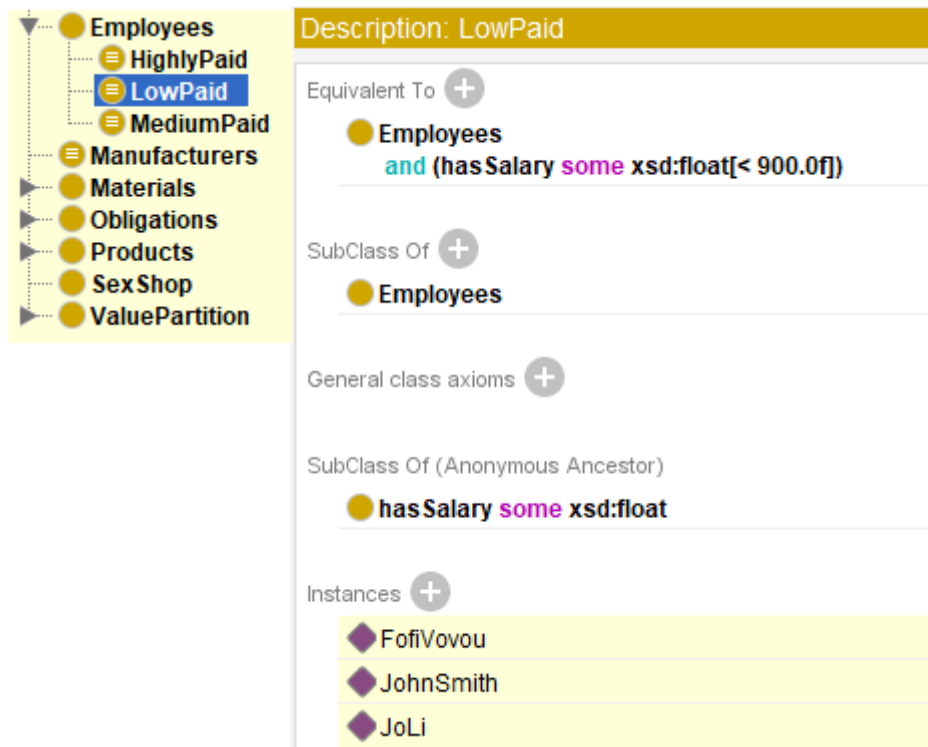 Employees
HighlyPaid
LowPaid
MediumPaid
Manufacturers
Materials
Obligations
Products
SexShop
ValuePartition
Description: LowPaid
Equivalent To
Employees
and (hasSalary some xsd:float[< 900.0f])
SubClass Of
Employees
General class axioms
SubClass Of (Anonymous Ancestor)
hasSalary some xsd:float
Instances
FofiVovou
JohnSmith
JoLi